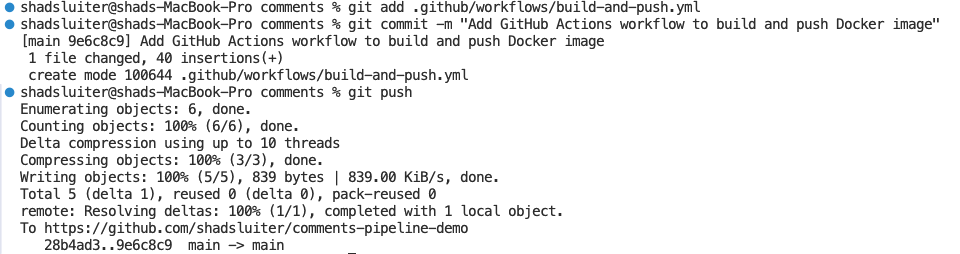 shadsluiter@shads-MacBook-Pro comments % git add .github/workflows/build-and-push.yml
shadsluiter@shads-MacBook-Pro comments % git commit -m "Add GitHub Actions workflow to build and push Docker image"
[main 9e6c8c9] Add GitHub Actions workflow to build and push Docker image
 1 file changed, 40 insertions(+)
 create mode 100644 .github/workflows/build-and-push.yml
shadsluiter@shads-MacBook-Pro comments % git push
Enumerating objects: 6, done.
Counting objects: 100% (6/6), done.
Delta compression using up to 10 threads
Compressing objects: 100% (3/3), done.
Writing objects: 100% (5/5), 839 bytes | 839.00 KiB/s, done.
Total 5 (delta 1), reused 0 (delta 0), pack-reused 0
remote: Resolving deltas: 100% (1/1), completed with 1 local object.
To https://github.com/shadsluiter/comments-pipeline-demo
   28b4ad3..9e6c8c9  main -> main